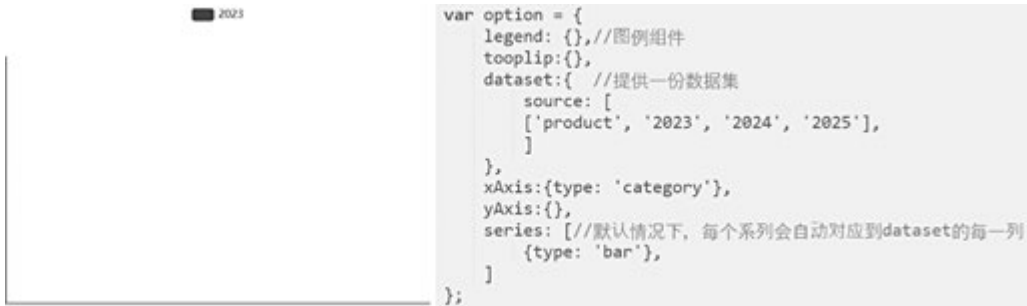 2023
var option = {
legend: {},//图例组件
tooplip:{},
dataset:{ //提供一份数据集
source: [
['product', '2023', '2024', '2025'],
]
},
xAxis:{type: 'category'},
yAxis:{},
series: [//默认情况下，每个系列会自动对应到dataset的每一列
{type: 'bar'},
]
};